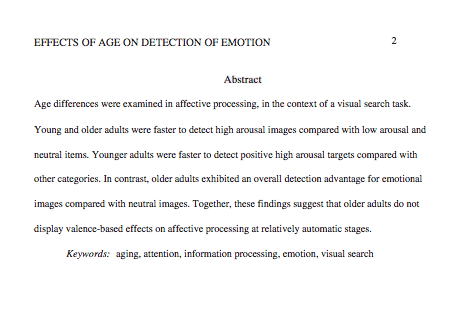 EFFECTS OF AGE ON DETECTION OF EMOTION 2
Abstract
Age differences were examined in affective processing, in the context of a visual search task.
Young and older adults were faster to detect high arousal images compared with low arousal and
neutral items. Younger adults were faster to detect positive high arousal targets compared with
other categories. In contrast, older adults exhibited an overall detection advantage for emotional
images compared with neutral images. Together, these findings suggest that older adults do not
display valence-based effects on affective processing at relatively automatic stages.
Keywords: aging, attention, information processing, emotion, visual search